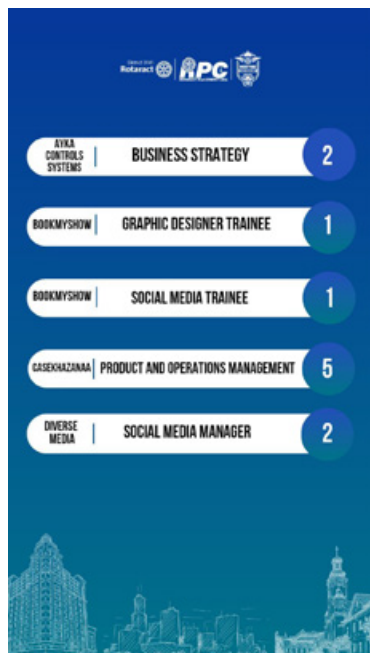 Rotaract
RPC
AYKA
CONTROLS
SYSTEMS
BUSINESS STRATEGY
2
BOOKMYSHOW
GRAPHIC DESIGNER TRAINEE
1
BOOKMYSHOW
SOCIAL MEDIA TRAINEE
1
CASEKHAZANAA
PRODUCT AND OPERATIONS MANAGEMENT
5
DIVERSE
MEDIA
SOCIAL MEDIA MANAGER
2